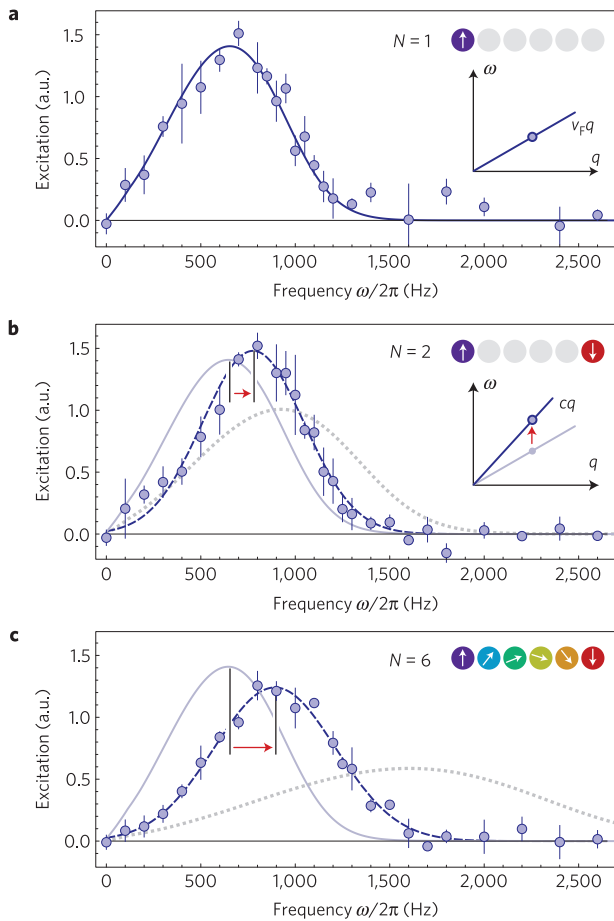 a
N = 1
ω
v_F q
q
Excitation (a.u.)
1.5
1.0
0.5
0.0
0 500 1,000 1,500 2,000 2,500
Frequency ω/2π (Hz)
b
N = 2
ω
cq
q
Excitation (a.u.)
1.5
1.0
0.5
0.0
0 500 1,000 1,500 2,000 2,500
Frequency ω/2π (Hz)
c
N = 6
Excitation (a.u.)
1.5
1.0
0.5
0.0
0 500 1,000 1,500 2,000 2,500
Frequency ω/2π (Hz)